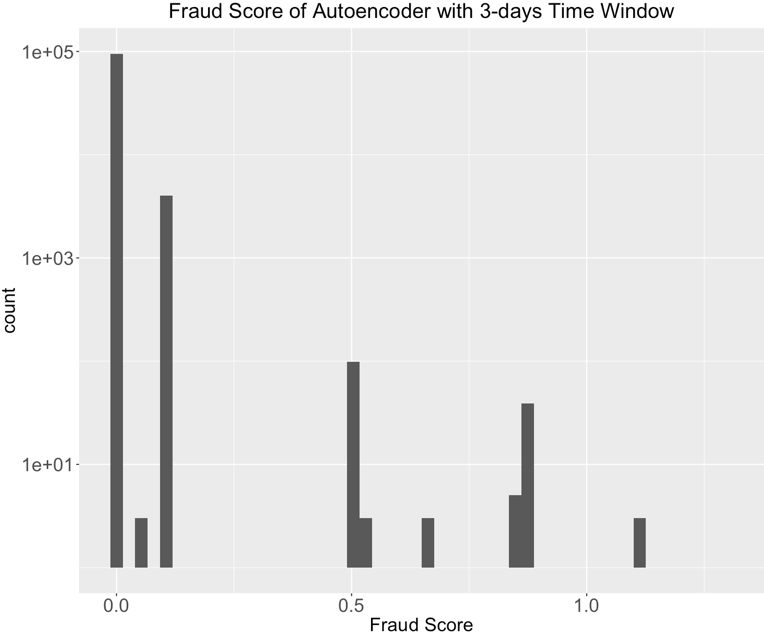 Fraud Score of Autoencoder with 3-days Time Window
1e+05
1e+03
1e+01
count
0.0 0.5 1.0
Fraud Score